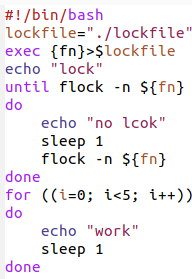 #!/bin/bash
lockfile="./lockfile"
exec {fn}>$lockfile
echo "lock"
until flock -n ${fn}
do
    echo "no lcok"
    sleep 1
    flock -n ${fn}
done
for ((i=0; i<5; i++))
do
    echo "work"
    sleep 1
done